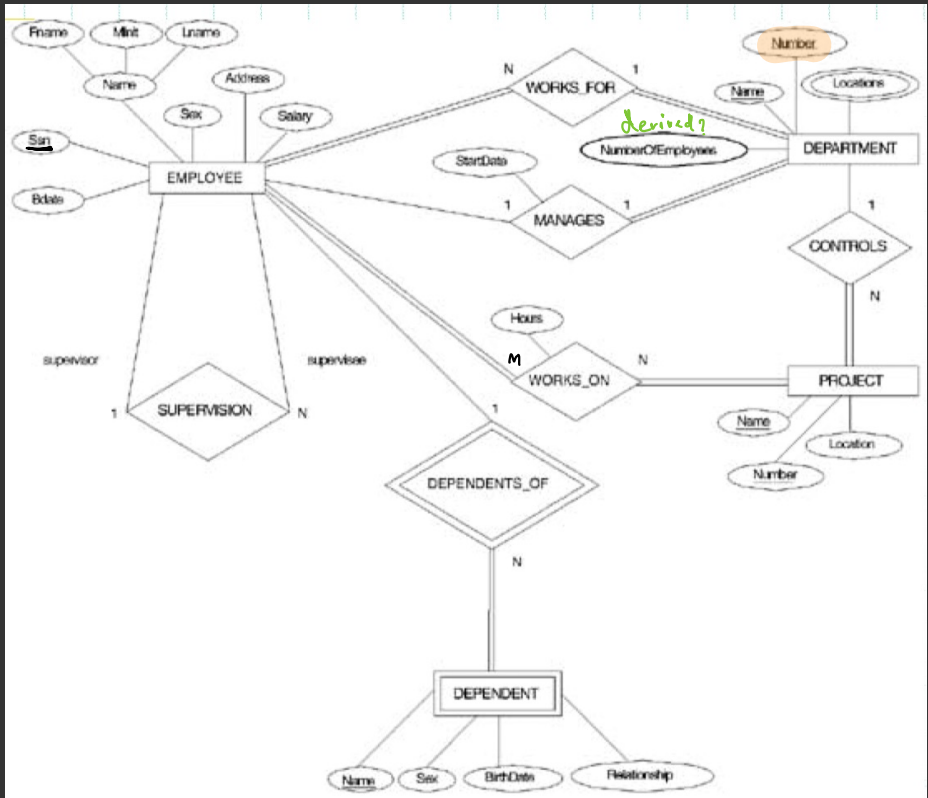 Fname
Minit
Lname
Name
Address
Sex
Salary
Ssn
Bdate
EMPLOYEE
N
WORKS_FOR
1
Number
Name
Locations
derived?
NumberOfEmployees
DEPARTMENT
StartDate
1
MANAGES
1
1
CONTROLS
N
supervisor
supervisee
1
SUPERVISION
N
Hours
M
WORKS_ON
N
PROJECT
Name
Number
Location
1
DEPENDENTS_OF
N
DEPENDENT
Name
Sex
BirthDate
Relationship